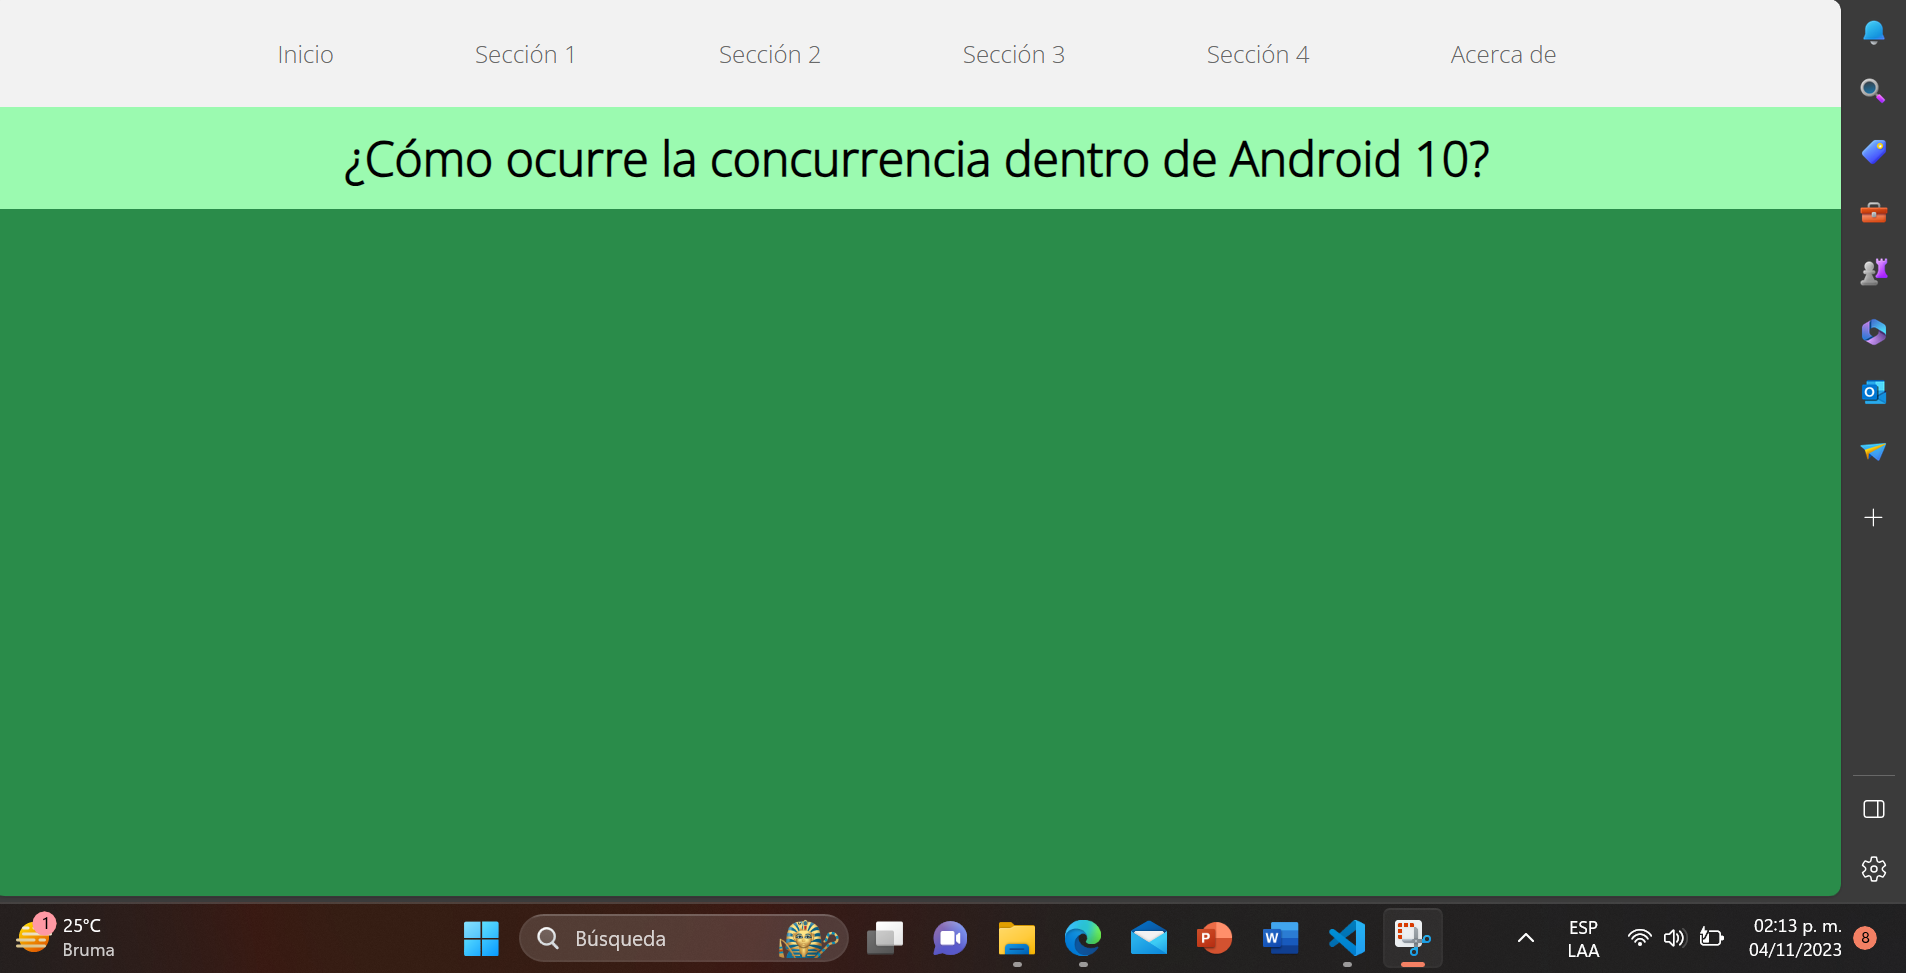 Inicio
Sección 1
Sección 2
Sección 3
Sección 4
Acerca de
¿Cómo ocurre la concurrencia dentro de Android 10?
1
25°C
Bruma
Búsqueda
P
W
O
ESP
LAA
02:13 p. m.
04/11/2023
8